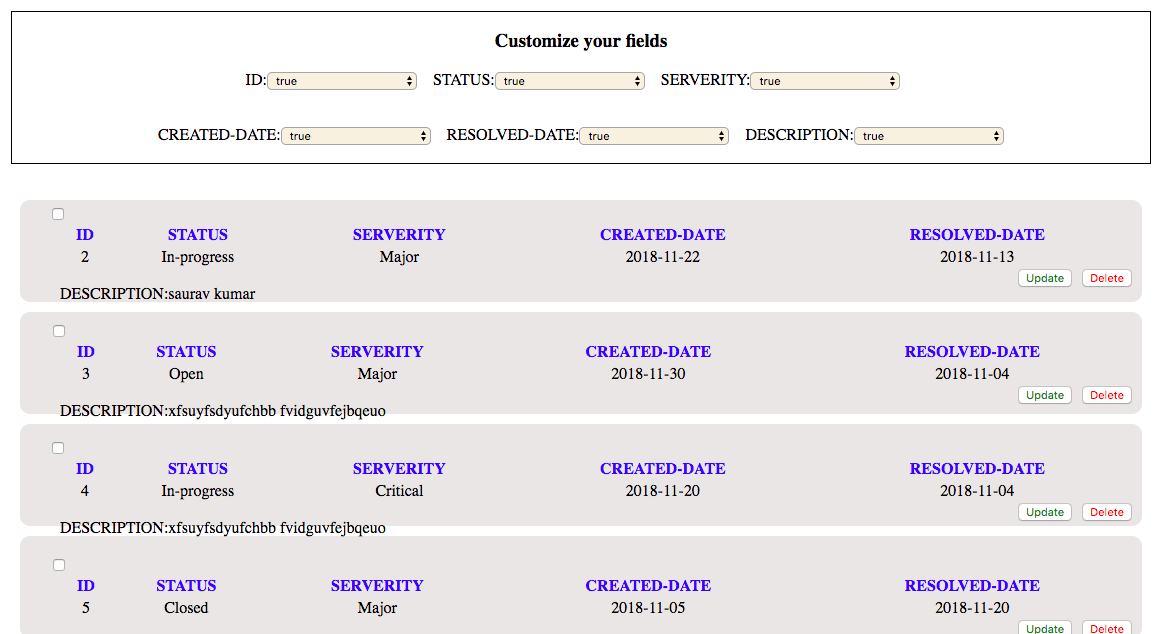 Customize your fields
ID: true STATUS: true SERVERITY: true
CREATED-DATE: true RESOLVED-DATE: true DESCRIPTION: true
ID STATUS SERVERITY CREATED-DATE RESOLVED-DATE
2 In-progress Major 2018-11-22 2018-11-13
Update Delete
DESCRIPTION:saurav kumar
ID STATUS SERVERITY CREATED-DATE RESOLVED-DATE
3 Open Major 2018-11-30 2018-11-04
Update Delete
DESCRIPTION:xfsuyfsdyufchbb fvidguvfejbqeuo
ID STATUS SERVERITY CREATED-DATE RESOLVED-DATE
4 In-progress Critical 2018-11-20 2018-11-04
Update Delete
DESCRIPTION:xfsuyfsdyufchbb fvidguvfejbqeuo
ID STATUS SERVERITY CREATED-DATE RESOLVED-DATE
5 Closed Major 2018-11-05 2018-11-20
Update Delete